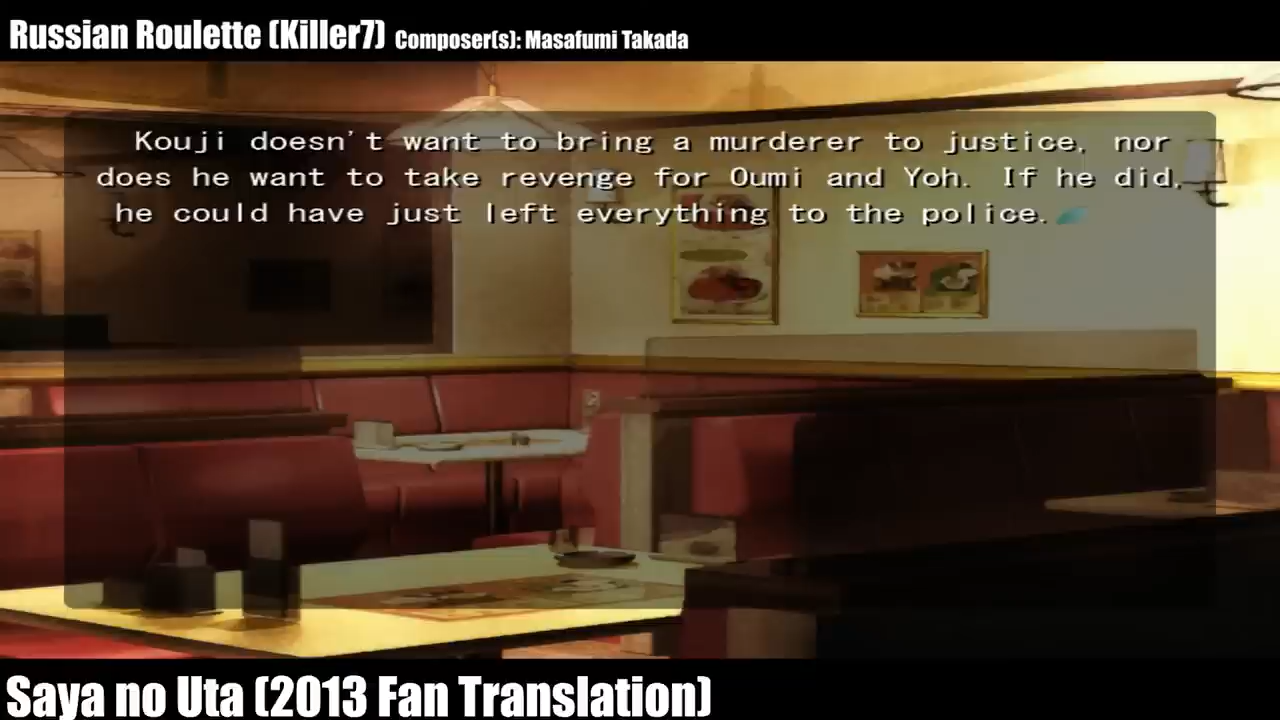 Russian Roulette (Killer7) Composer(s): Masafumi Takada
Kouji doesn't want to bring a murderer to justice, nor
does he want to take revenge for Oumi and Yoh. If he did,
he could have just left everything to the police.
Saya no Uta (2013 Fan Translation)